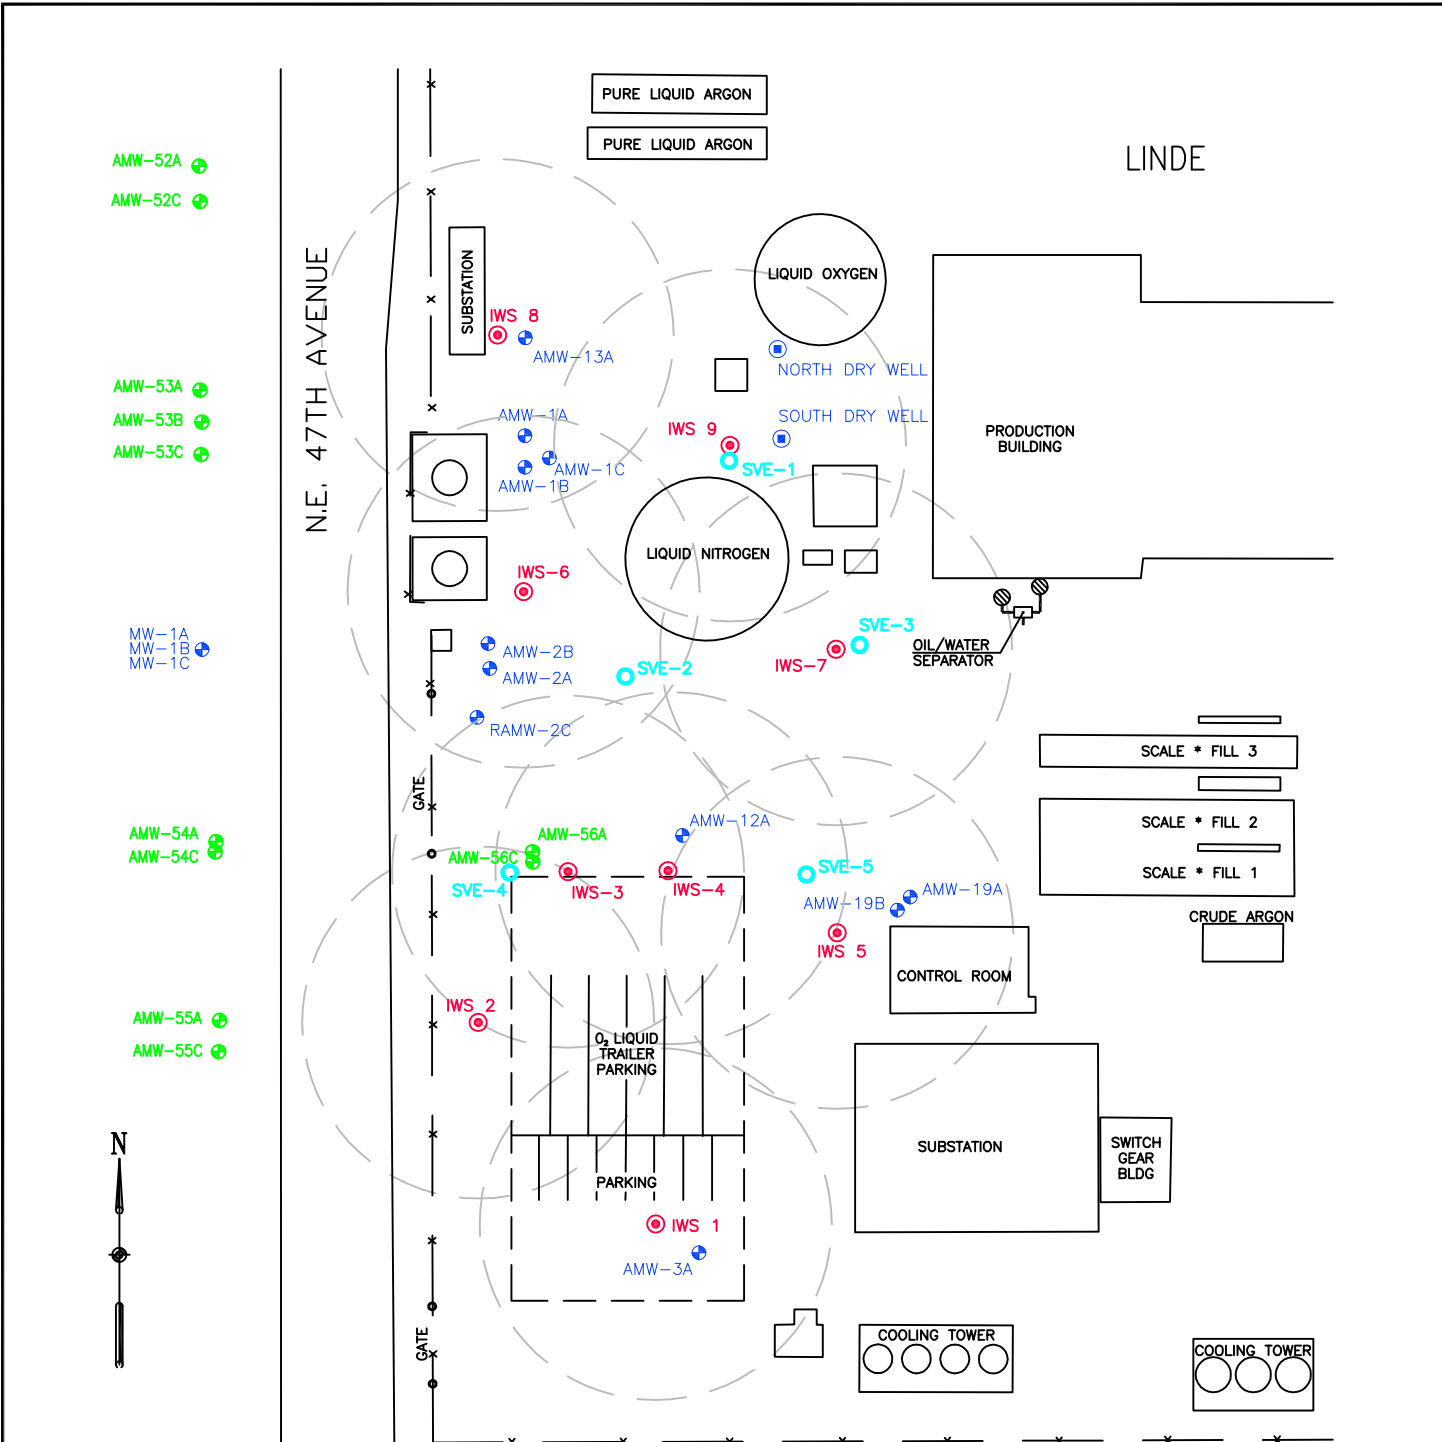 PURE LIQUID ARGON
PURE LIQUID ARGON
LINDE
AMW-52A
AMW-52C
N.E. 47TH AVENUE
SUBSTATION
LIQUID OXYGEN
IWS 8
AMW-13A
NORTH DRY WELL
SOUTH DRY WELL
AMW-53A
AMW-53B
AMW-53C
AMW-1A
AMW-1C
AMW-1B
IWS 9
SVE-1
PRODUCTION
BUILDING
LIQUID NITROGEN
IWS-6
MW-1A
MW-1B
MW-1C
AMW-2B
AMW-2A
RAMW-2C
SVE-2
SVE-3
IWS-7
OIL/WATER
SEPARATOR
SCALE * FILL 3
SCALE * FILL 2
SCALE * FILL 1
CRUDE ARGON
GATE
AMW-54A
AMW-54C
AMW-56A
AMW-56C
SVE-4
IWS-3
AMW-12A
IWS-4
SVE-5
AMW-19A
AMW-19B
IWS 5
CONTROL ROOM
AMW-55A
AMW-55C
IWS 2
O₂ LIQUID
TRAILER
PARKING
N
SUBSTATION
SWITCH
GEAR
BLDG
PARKING
IWS 1
AMW-3A
GATE
COOLING TOWER
COOLING TOWER